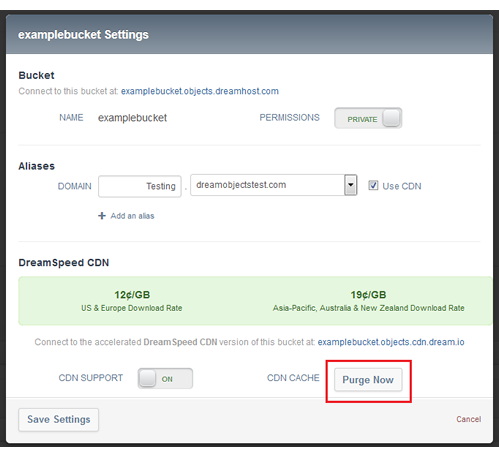 examplebucket Settings
Bucket
Connect to this bucket at: examplebucket.objects.dreamhost.com
NAME examplebucket PERMISSIONS PRIVATE
Aliases
DOMAIN Testing . dreamobjectstest.com Use CDN
+ Add an alias
DreamSpeed CDN
12¢/GB 19¢/GB
US & Europe Download Rate Asia-Pacific, Australia & New Zealand Download Rate
Connect to the accelerated DreamSpeed CDN version of this bucket at: examplebucket.objects.cdn.dream.io
CDN SUPPORT ON CDN CACHE Purge Now
Save Settings Cancel